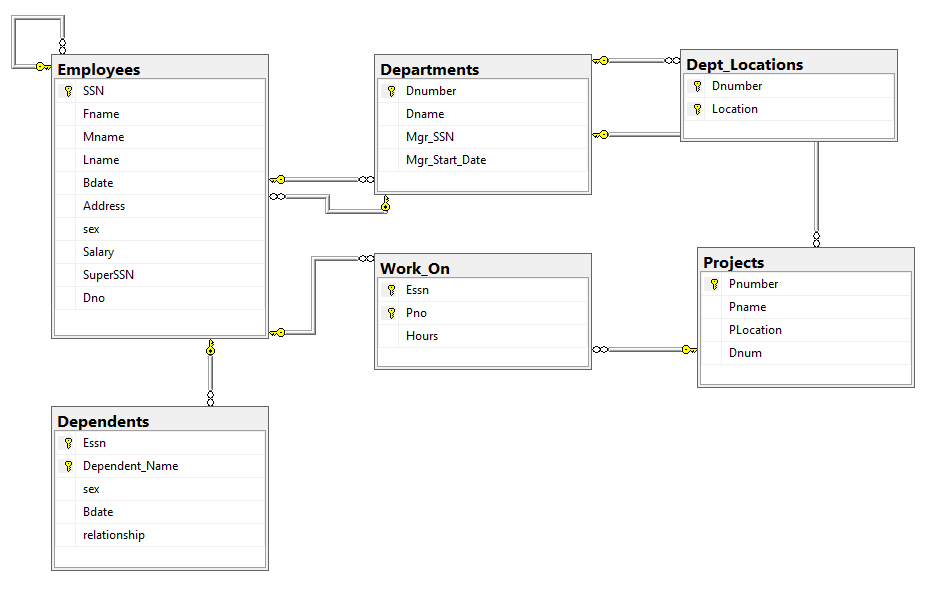 Employees
SSN
Fname
Mname
Lname
Bdate
Address
sex
Salary
SuperSSN
Dno
Departments
Dnumber
Dname
Mgr_SSN
Mgr_Start_Date
Dept_Locations
Dnumber
Location
Work_On
Essn
Pno
Hours
Projects
Pnumber
Pname
PLocation
Dnum
Dependents
Essn
Dependent_Name
sex
Bdate
relationship